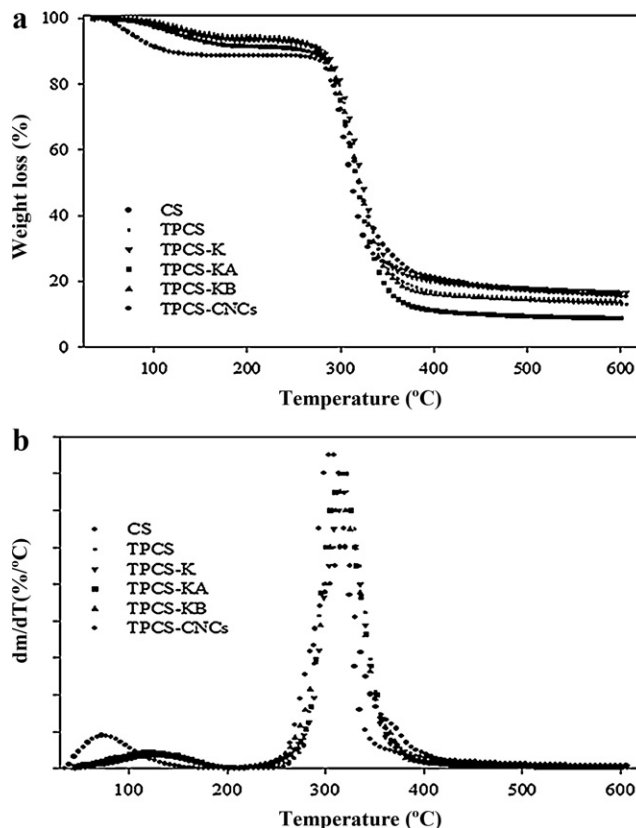 a
100
80
60
40
20
0
Weight loss (%)
CS
TPCS
TPCS-K
TPCS-KA
TPCS-KB
TPCS-CNCs
100 200 300 400 500 600
Temperature (ºC)
b
dm/dT(%/ºC)
CS
TPCS
TPCS-K
TPCS-KA
TPCS-KB
TPCS-CNCs
100 200 300 400 500 600
Temperature (ºC)